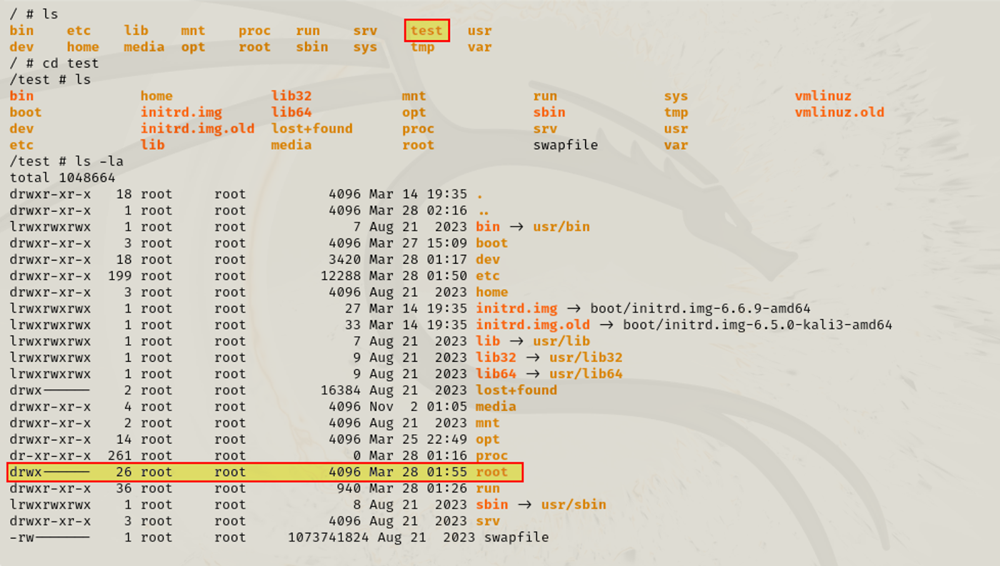 / # ls
bin    etc    lib    mnt    proc   run    srv    test   usr
dev    home   media  opt    root   sbin   sys    tmp    var
/ # cd test
/test # ls
bin             home            lib32           mnt             run             sys             vmlinuz
boot            initrd.img      lib64           opt             sbin            tmp             vmlinuz.old
dev             initrd.img.old  lost+found      proc            srv             usr
etc             lib             media           root            swapfile        var
/test # ls -la
total 1048664
drwxr-xr-x   18 root     root          4096 Mar 14 19:35 .
drwxr-xr-x    1 root     root          4096 Mar 28 02:16 ..
lrwxrwxrwx    1 root     root             7 Aug 21  2023 bin -> usr/bin
drwxr-xr-x    3 root     root          4096 Mar 27 15:09 boot
drwxr-xr-x   18 root     root          3420 Mar 28 01:17 dev
drwxr-xr-x  199 root     root         12288 Mar 28 01:50 etc
drwxr-xr-x    3 root     root          4096 Aug 21  2023 home
lrwxrwxrwx    1 root     root            27 Mar 14 19:35 initrd.img -> boot/initrd.img-6.6.9-amd64
lrwxrwxrwx    1 root     root            33 Mar 14 19:35 initrd.img.old -> boot/initrd.img-6.5.0-kali3-amd64
lrwxrwxrwx    1 root     root             7 Aug 21  2023 lib -> usr/lib
lrwxrwxrwx    1 root     root             9 Aug 21  2023 lib32 -> usr/lib32
lrwxrwxrwx    1 root     root             9 Aug 21  2023 lib64 -> usr/lib64
drwx------    2 root     root         16384 Aug 21  2023 lost+found
drwxr-xr-x    4 root     root          4096 Nov  2 01:05 media
drwxr-xr-x    2 root     root          4096 Aug 21  2023 mnt
drwxr-xr-x   14 root     root          4096 Mar 25 22:49 opt
dr-xr-xr-x  261 root     root             0 Mar 28 01:16 proc
drwx------   26 root     root          4096 Mar 28 01:55 root
drwxr-xr-x   36 root     root           940 Mar 28 01:26 run
lrwxrwxrwx    1 root     root             8 Aug 21  2023 sbin -> usr/sbin
drwxr-xr-x    3 root     root          4096 Aug 21  2023 srv
-rw-------    1 root     root     1073741824 Aug 21  2023 swapfile